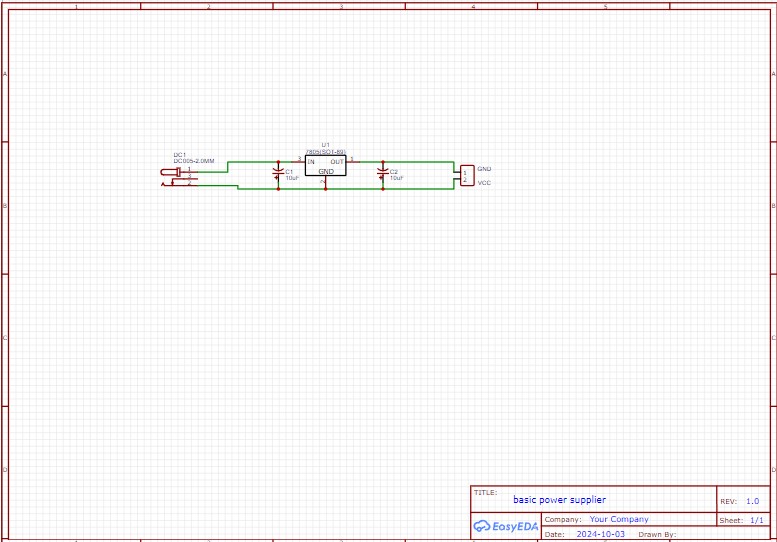 1
2
3
4
5
A
A
U1
7805(SOT-89)
DC1
DC005-2.0MM
1
3
2
3
IN
OUT
1
GND
2
C1
10uF
C2
10uF
1
2
GND
VCC
B
B
C
C
D
D
TITLE:
basic power supplier
REV: 1.0
EasyEDA
Company: Your Company
Sheet: 1/1
Date: 2024-10-03
Drawn By: